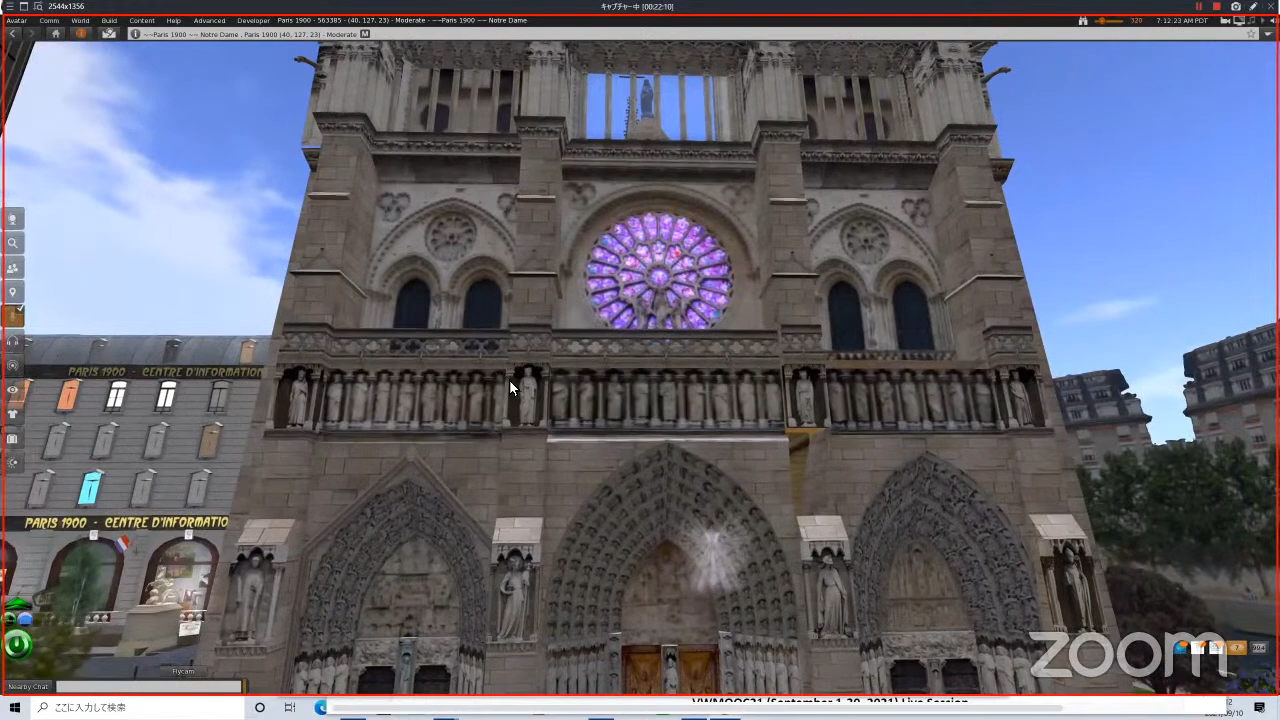 2544x1356
キャプチャー中 [00:22:10]
Avatar Comm World Build Content Help Advanced Developer Paris 1900 - 563385 - (40, 127, 23) - Moderate - ~~Paris 1900 ~~ Notre Dame
320 7:12:23 AM PDT
~~Paris 1900 ~~ Notre Dame , Paris 1900 (40, 127, 23) - Moderate M
PARIS 1900 - CENTRE D'INFORMATION
PARIS 1900 - CENTRE D'INFORMATIO
Flycam
Nearby Chat
zoom
ここに入力して検索
VWMOOC21 (September 1-30, 2021) Live Session